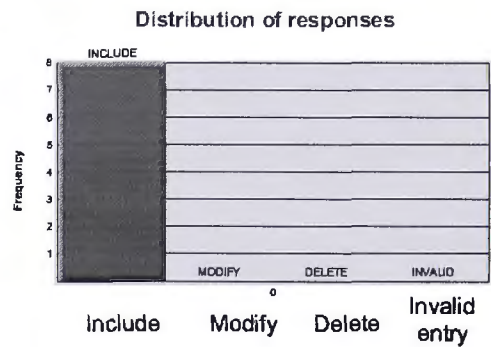 Distribution of responses
INCLUDE
8
7
6
5
4
3
2
1
Frequency
MODIFY
DELETE
INVALID
0
Include
Modify
Delete
Invalid
entry